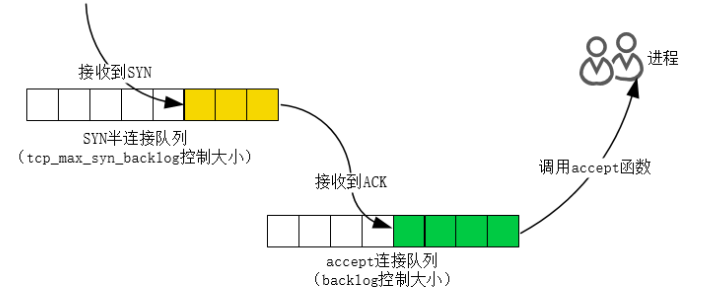 接收到SYN
SYN半连接队列
（tcp_max_syn_backlog控制大小）
接收到ACK
accept连接队列
（backlog控制大小）
调用accept函数
进程